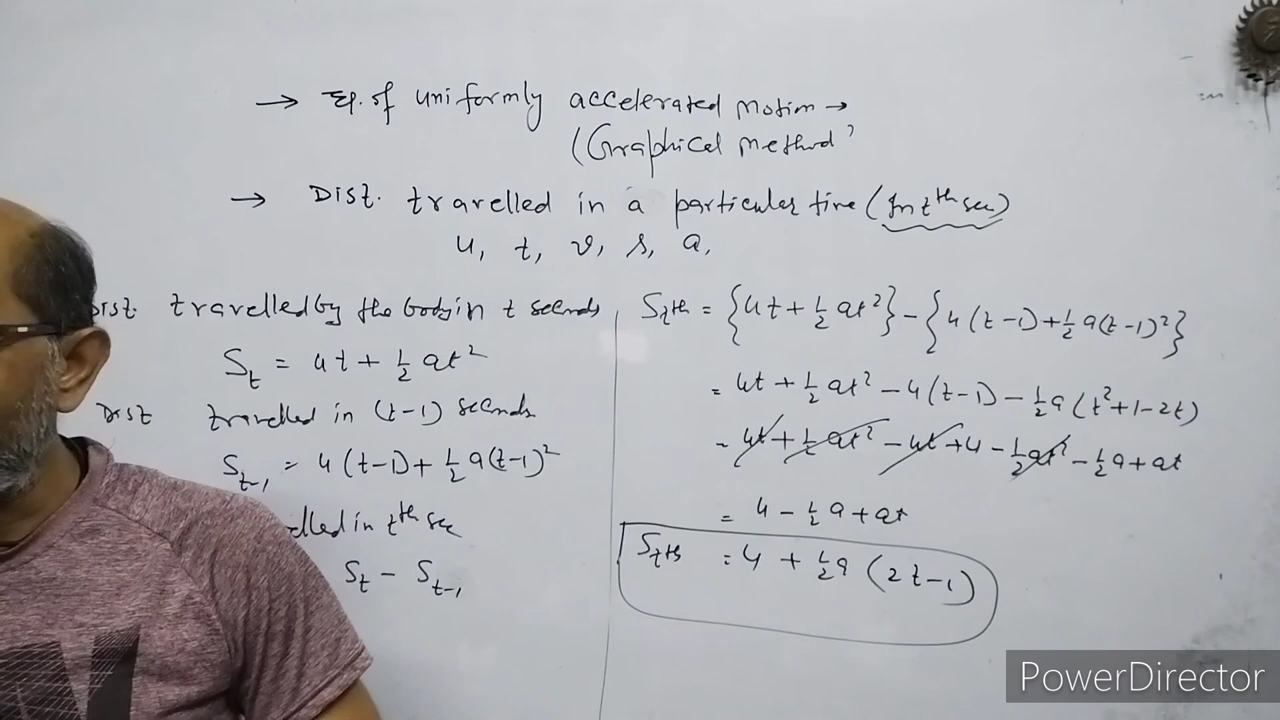 → Eq. of uniformly accelerated motion →
(Graphical method)
→ Dist. travelled in a particular time (In tᵗʰ sec)
u, t, v, s, a,
Dist. travelled by the body in t seconds
Sₜ = ut + ½ at²
Dist travelled in (t-1) seconds
Sₜ₋₁ = u(t-1) + ½ a(t-1)²
elled in tᵗʰ sec
Sₜ - Sₜ₋₁
Sₜth = {ut + ½ at²} - {u(t-1) + ½ a(t-1)²}
= ut + ½ at² - u(t-1) - ½ a(t²+1-2t)
= ut + ½ at² - ut + u - ½ at² - ½ a + at
= u - ½ a + at
Sₜth = u + ½ a (2t-1)
PowerDirector